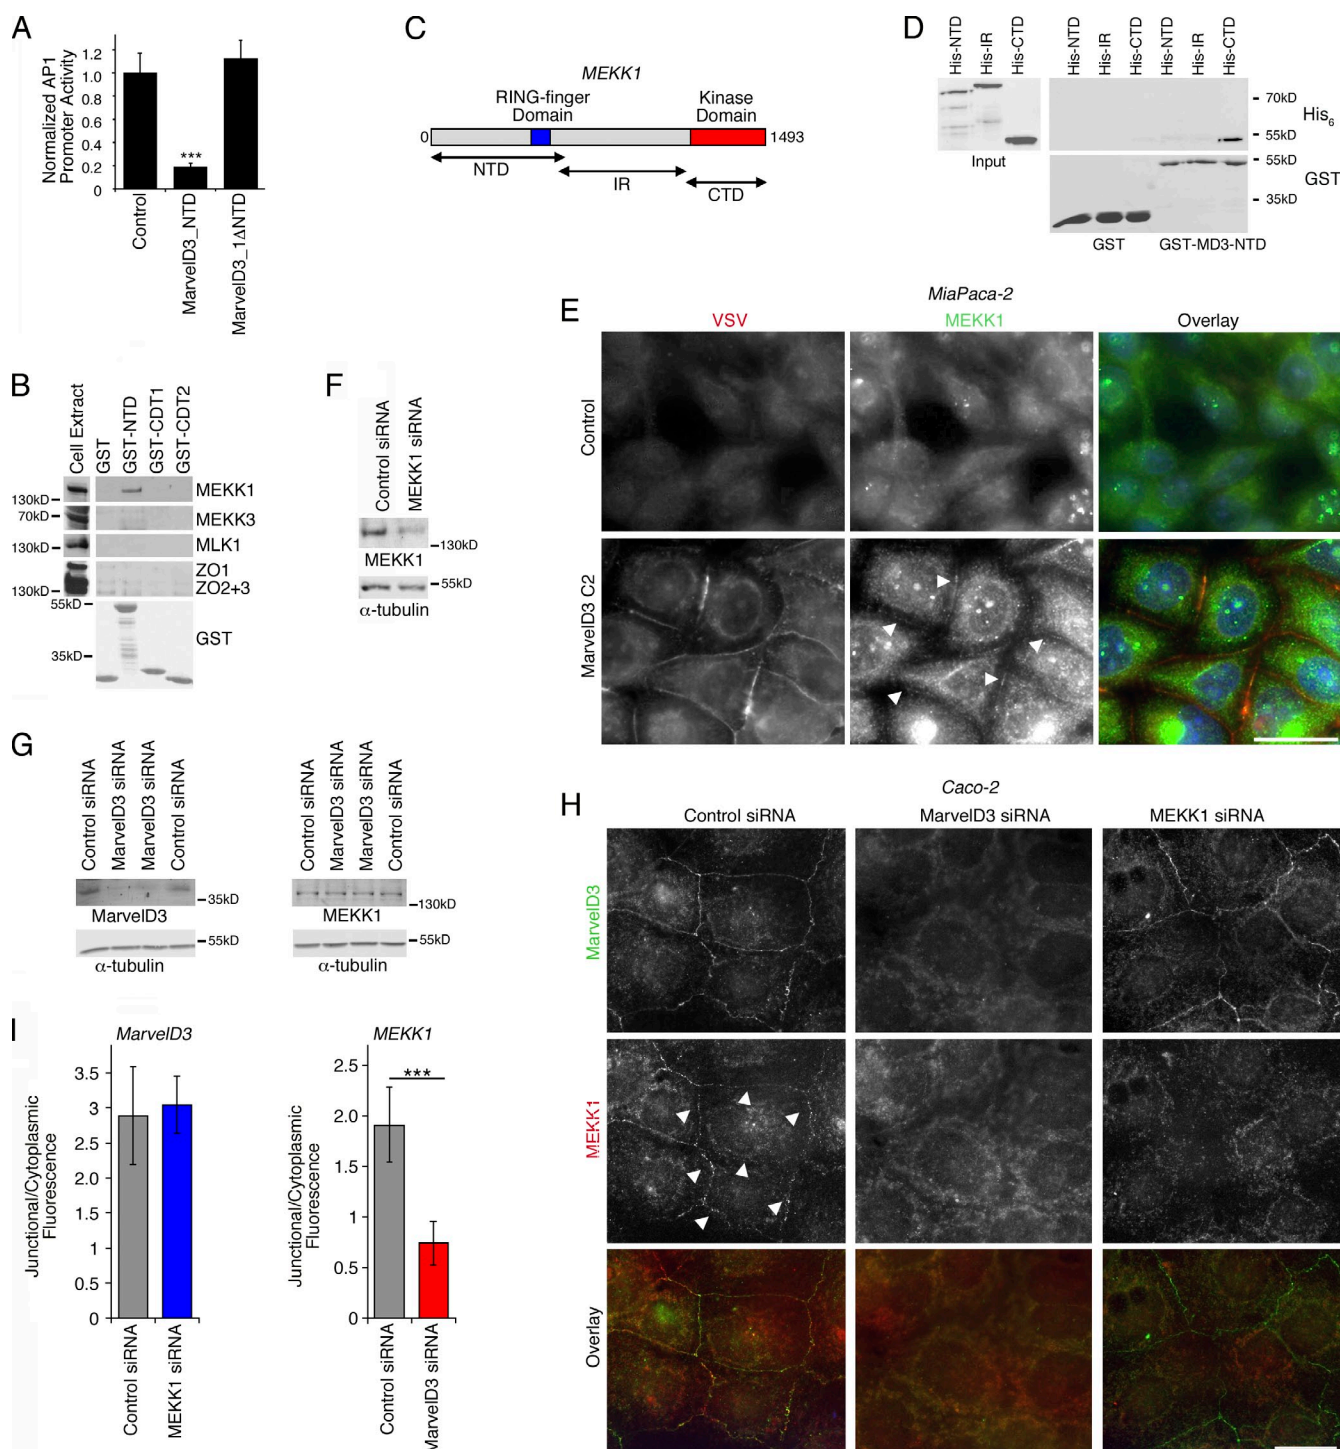 A
Normalized AP1
Promoter Activity
1.2
1.0
0.8
0.6
0.4
0.2
0
***
Control
MarvelD3_NTD
MarvelD3_1ΔNTD
C
MEKK1
RING-finger
Domain
Kinase
Domain
0
1493
NTD
IR
CTD
D
His-NTD
His-IR
His-CTD
His-NTD
His-IR
His-CTD
His-NTD
His-IR
His-CTD
70kD
55kD
His6
Input
55kD
35kD
GST
GST
GST-MD3-NTD
B
Cell Extract
GST
GST-NTD
GST-CDT1
GST-CDT2
130kD
MEKK1
70kD
MEKK3
130kD
MLK1
ZO1
130kD
ZO2+3
55kD
GST
35kD
F
Control siRNA
MEKK1 siRNA
130kD
MEKK1
55kD
α-tubulin
E
MiaPaca-2
VSV
MEKK1
Overlay
Control
MarvelD3 C2
G
Control siRNA
MarvelD3 siRNA
MarvelD3 siRNA
Control siRNA
35kD
MarvelD3
55kD
α-tubulin
Control siRNA
MarvelD3 siRNA
MarvelD3 siRNA
Control siRNA
130kD
MEKK1
55kD
α-tubulin
H
Caco-2
Control siRNA
MarvelD3 siRNA
MEKK1 siRNA
MarvelD3
MEKK1
Overlay
I
MarvelD3
Junctional/Cytoplasmic
Fluorescence
3.5
3
2.5
2
1.5
1
0.5
0
Control siRNA
MEKK1 siRNA
MEKK1
Junctional/Cytoplasmic
Fluorescence
2.5
2.0
1.5
1
0.5
0
***
Control siRNA
MarvelD3 siRNA